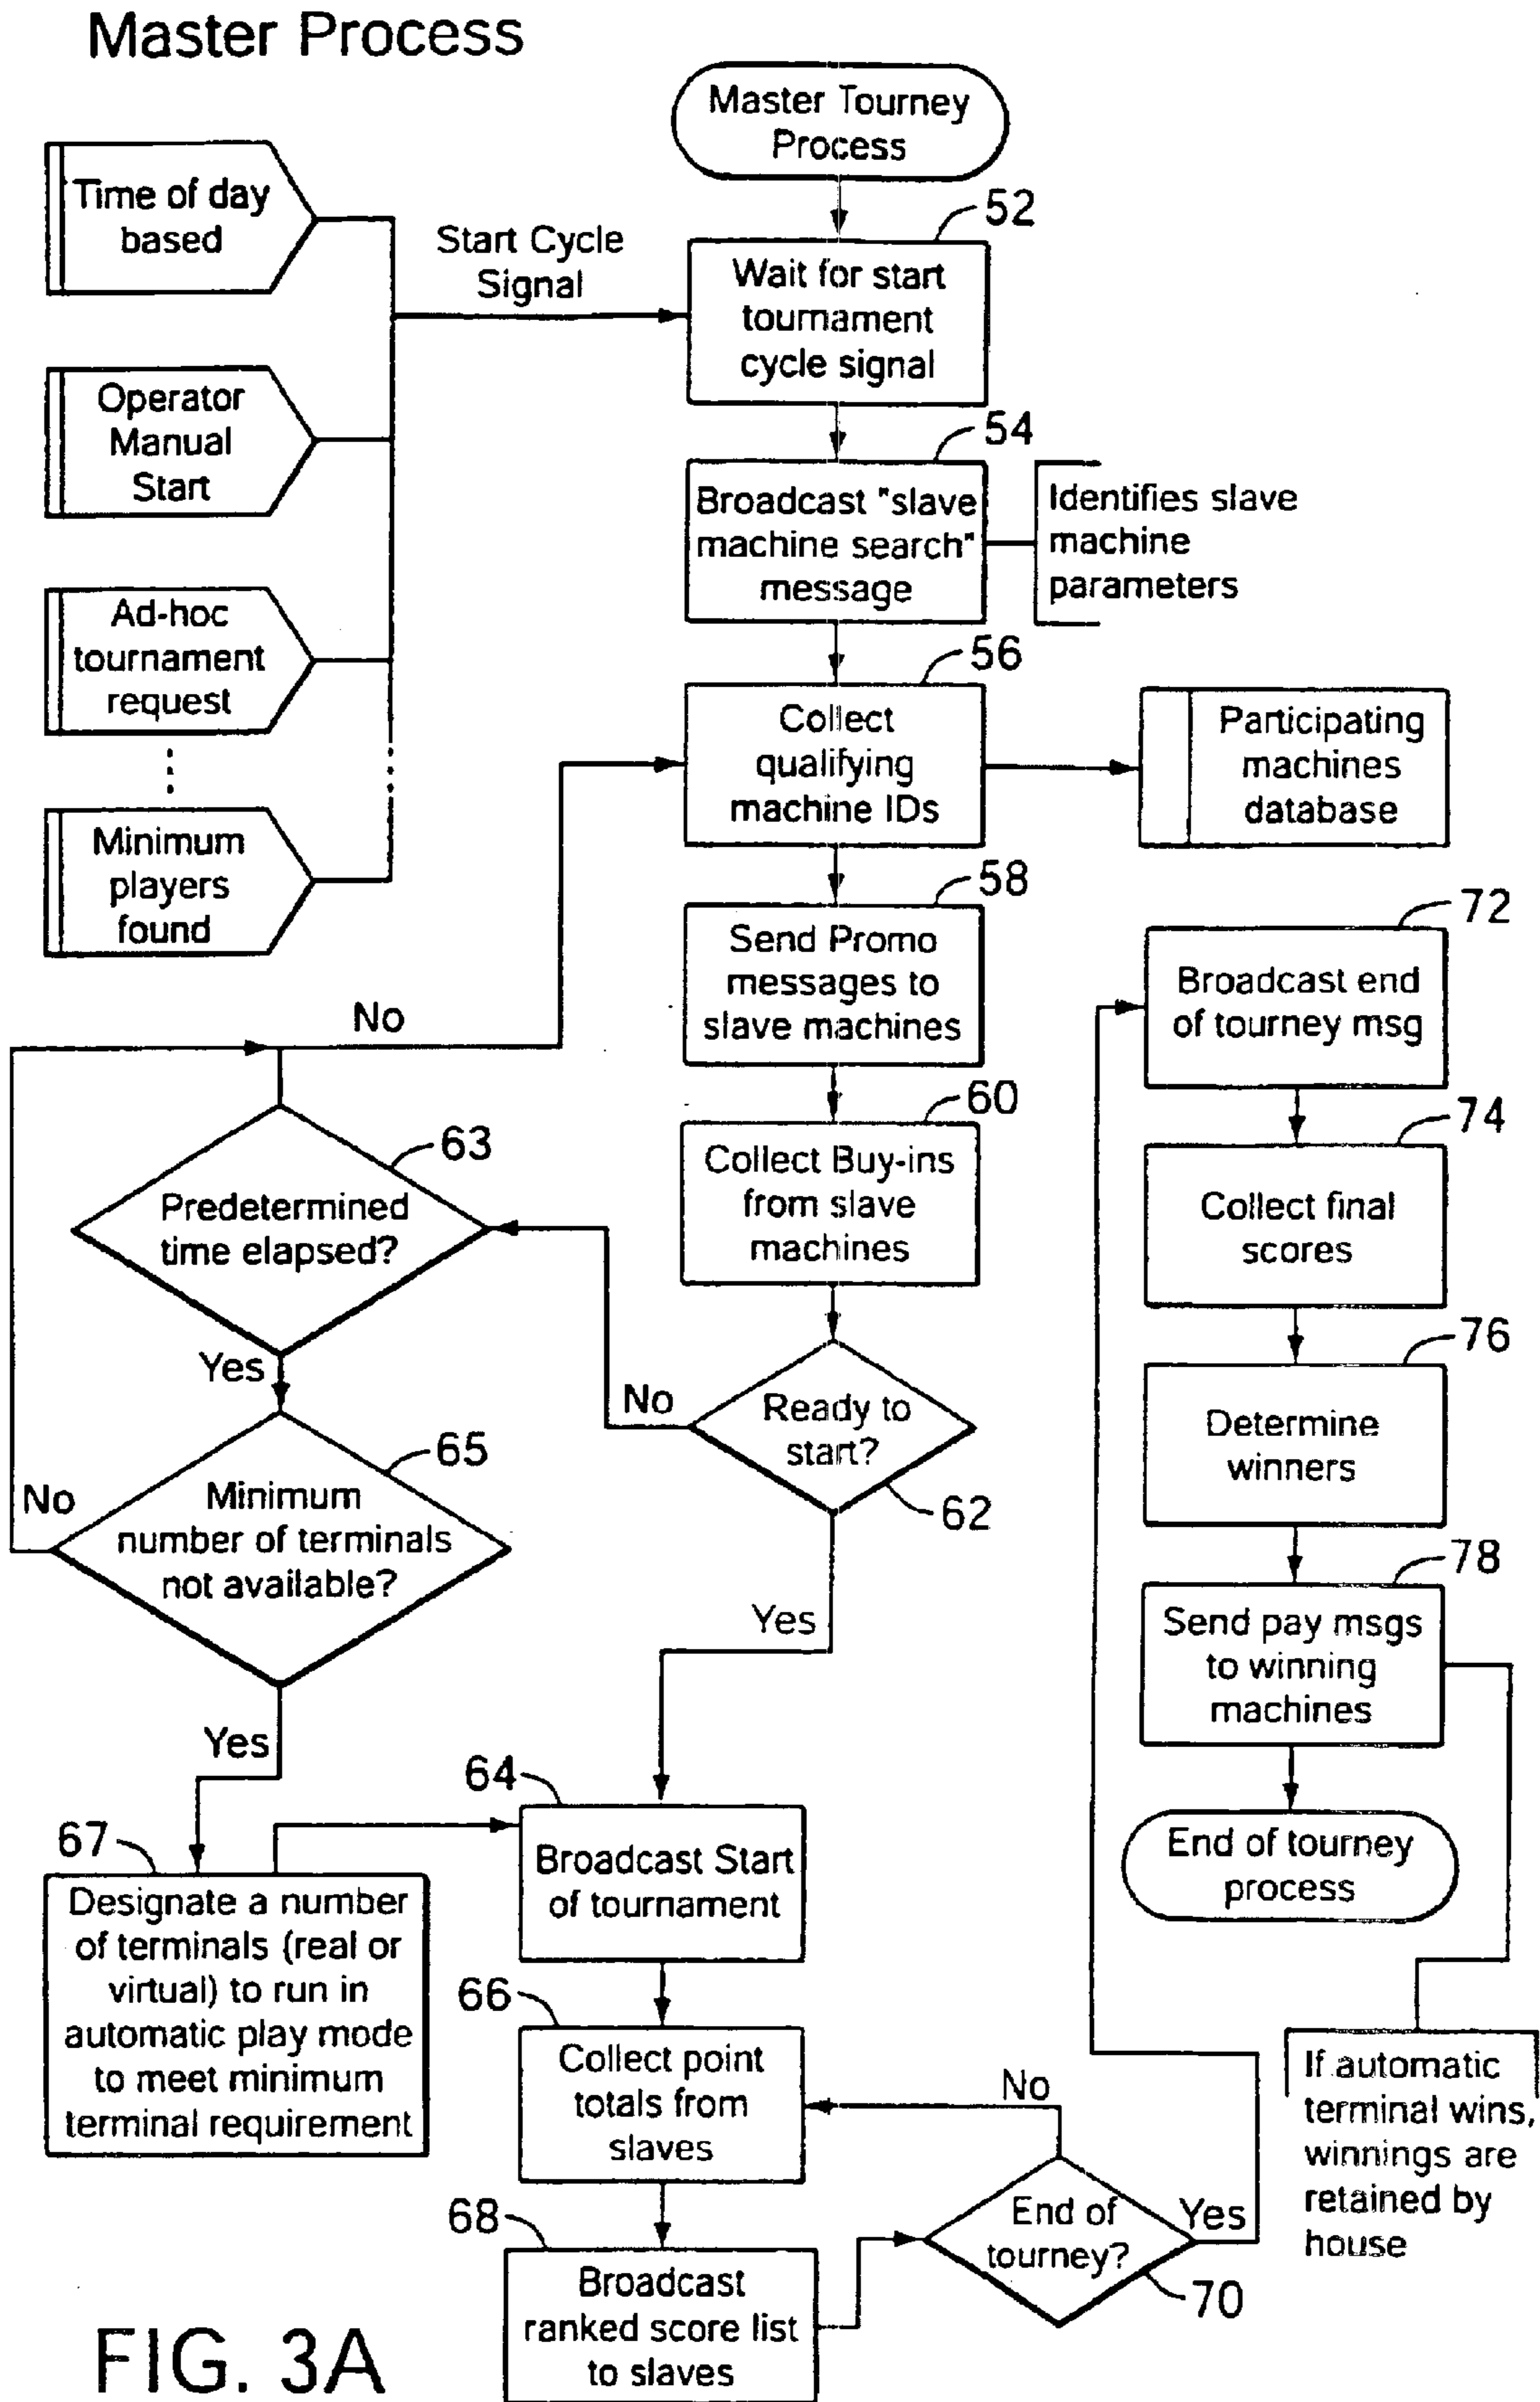 Master Process
Master Tourney
Process
Time of day
based
Start Cycle
Signal
52
Wait for start
tournament
cycle signal
Operator
Manual
Start
54
Broadcast "slave
machine search"
message
Identifies slave
machine
parameters
Ad-hoc
tournament
request
56
Collect
qualifying
machine IDs
Participating
machines
database
Minimum
players
found
58
Send Promo
messages to
slave machines
72
Broadcast end
of tourney msg
No
60
Collect Buy-ins
from slave
machines
63
Predetermined
time elapsed?
74
Collect final
scores
Yes
No
Ready to
start?
62
76
Determine
winners
65
No
Minimum
number of terminals
not available?
78
Send pay msgs
to winning
machines
Yes
Yes
64
Broadcast Start
of tournament
End of tourney
process
67
Designate a number
of terminals (real or
virtual) to run in
automatic play mode
to meet minimum
terminal requirement
66
Collect point
totals from
slaves
No
If automatic
terminal wins,
winnings are
retained by
house
68
Broadcast
ranked score list
to slaves
End of
tourney?
Yes
70
FIG. 3A